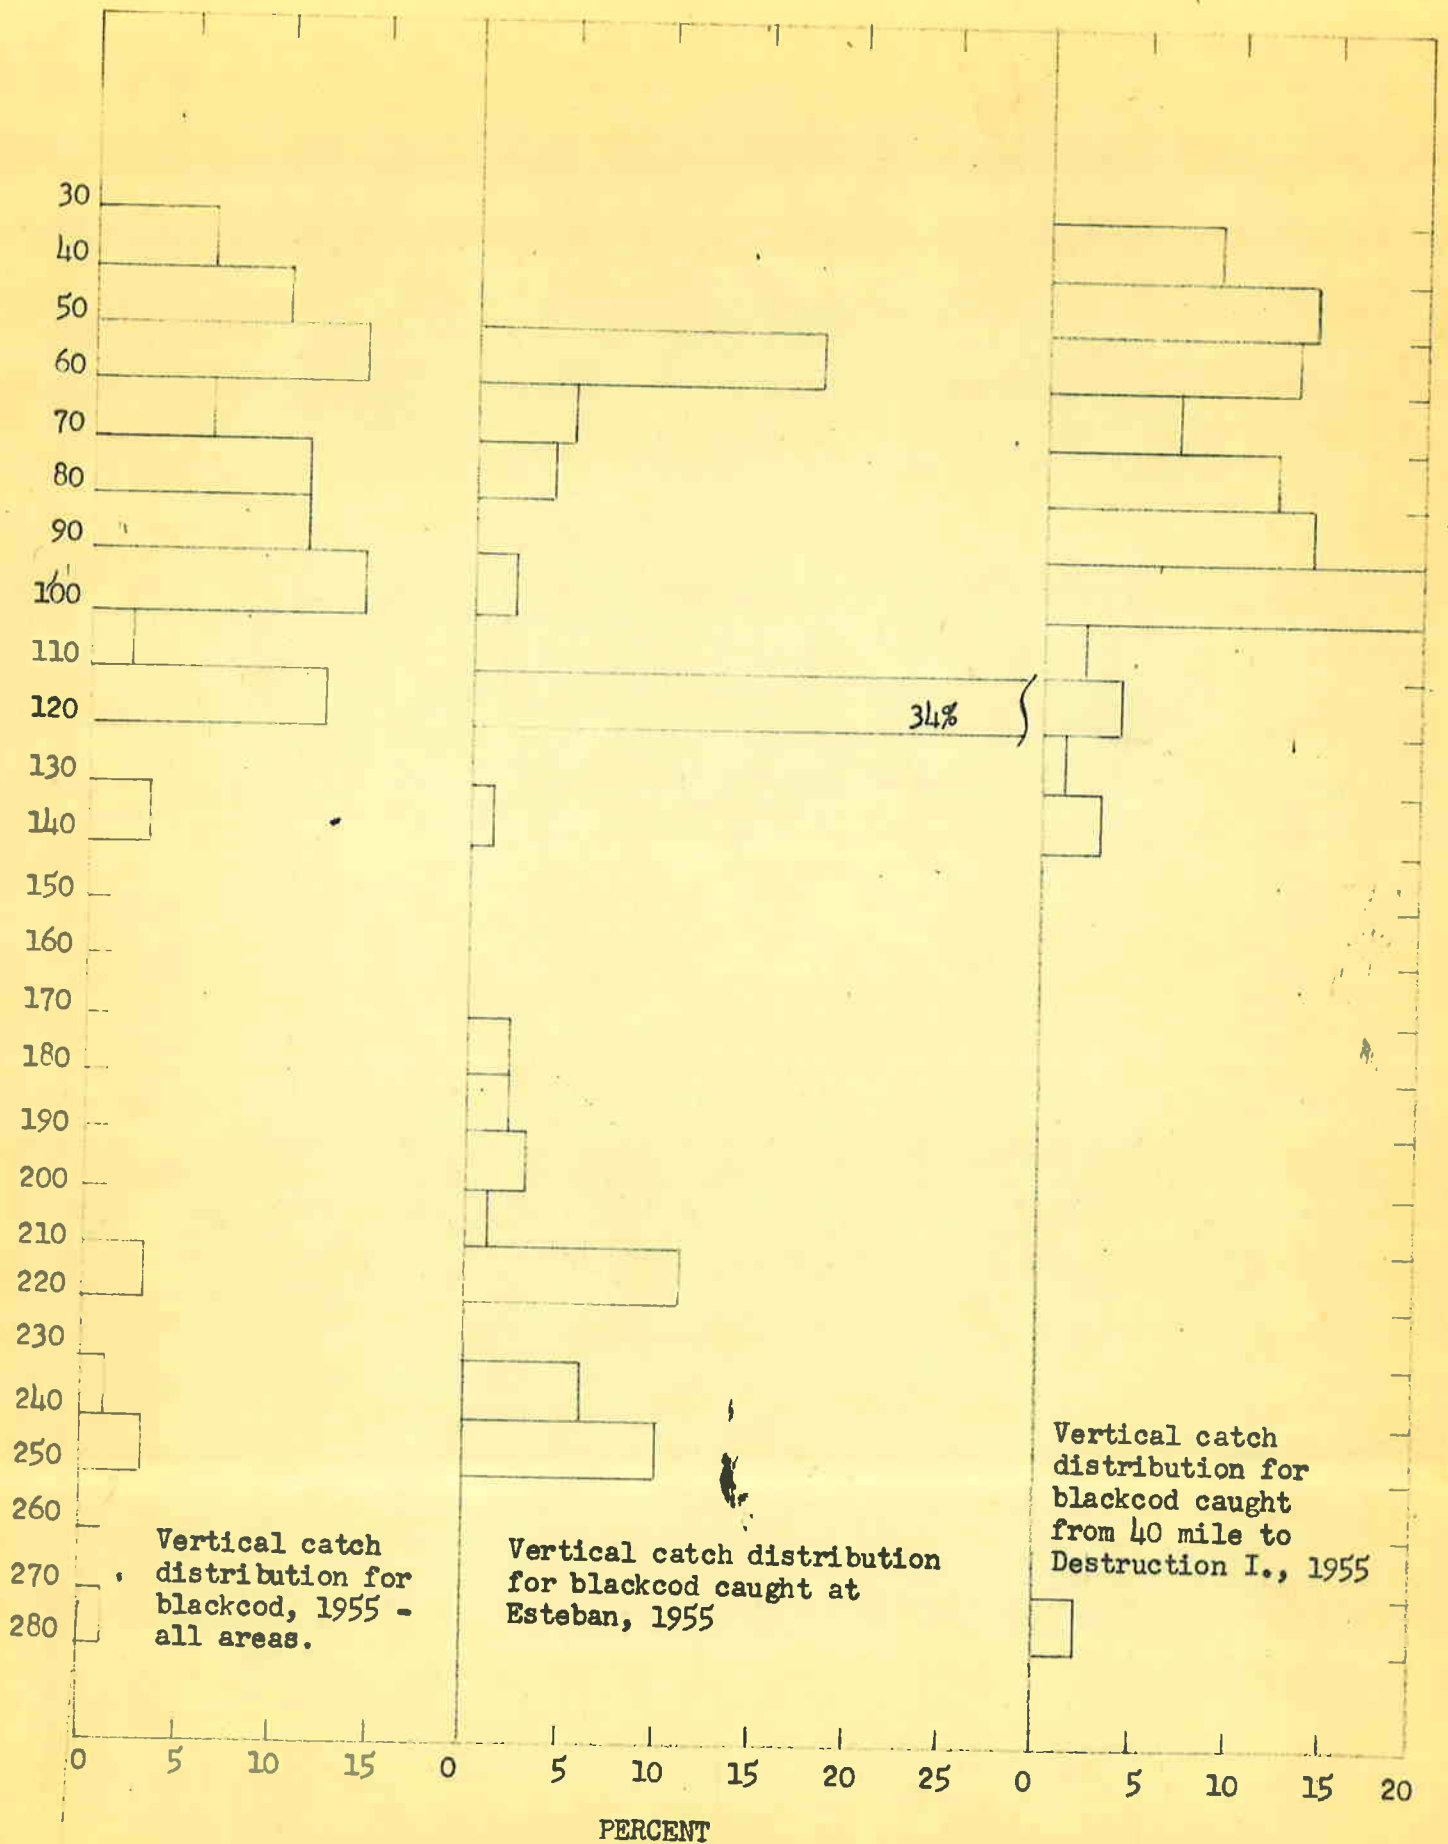 30
40
50
60
70
80
90
100
110
120
130
140
150
160
170
180
190
200
210
220
230
240
250
260
270
280
34%
Vertical catch
distribution for
blackcod, 1955 -
all areas.
Vertical catch distribution
for blackcod caught at
Esteban, 1955
Vertical catch
distribution for
blackcod caught
from 40 mile to
Destruction I., 1955
0 5 10 15 0 5 10 15 20 25 0 5 10 15 20
PERCENT